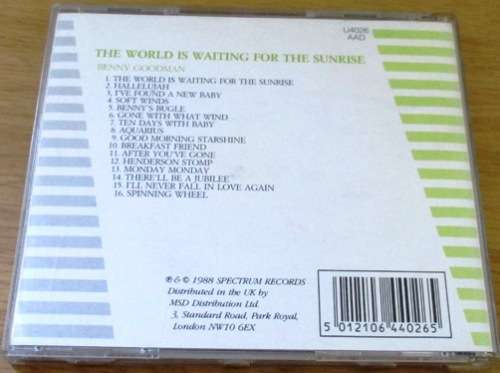 U4026
AAD
THE WORLD IS WAITING FOR THE SUNRISE
BENNY GOODMAN
1. THE WORLD IS WAITING FOR THE SUNRISE
2. HALLELUJAH
3. I'VE FOUND A NEW BABY
4. SOFT WINDS
5. BENNY'S BUGLE
6. GONE WITH WHAT WIND
7. TEN DAYS WITH BABY
8. AQUARIUS
9. GOOD MORNING STARSHINE
10. BREAKFAST FRIEND
11. AFTER YOU'VE GONE
12. HENDERSON STOMP
13. MONDAY MONDAY
14. THERE'LL BE A JUBILEE
15. I'LL NEVER FALL IN LOVE AGAIN
16. SPINNING WHEEL
℗ & © 1988 SPECTRUM RECORDS
Distributed in the UK by
MSD Distribution Ltd.
3, Standard Road, Park Royal,
London NW10 6EX
5 012106 440265